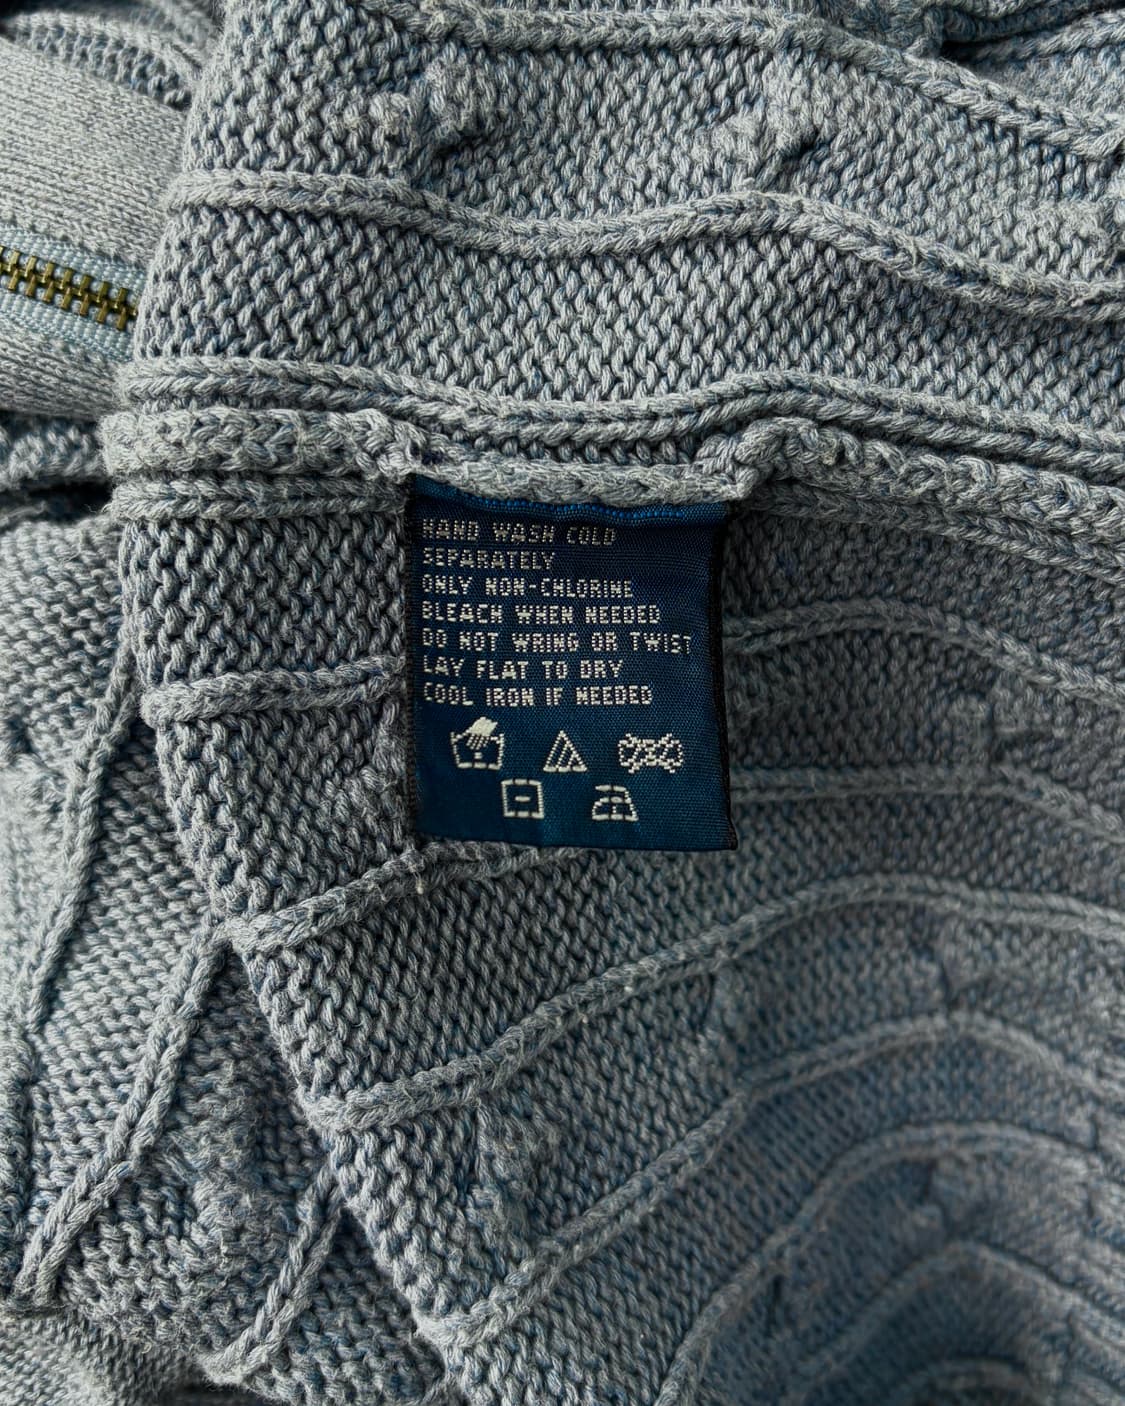 HAND WASH COLD
SEPARATELY
ONLY NON-CHLORINE
BLEACH WHEN NEEDED
DO NOT WRING OR TWIST
LAY FLAT TO DRY
COOL IRON IF NEEDED